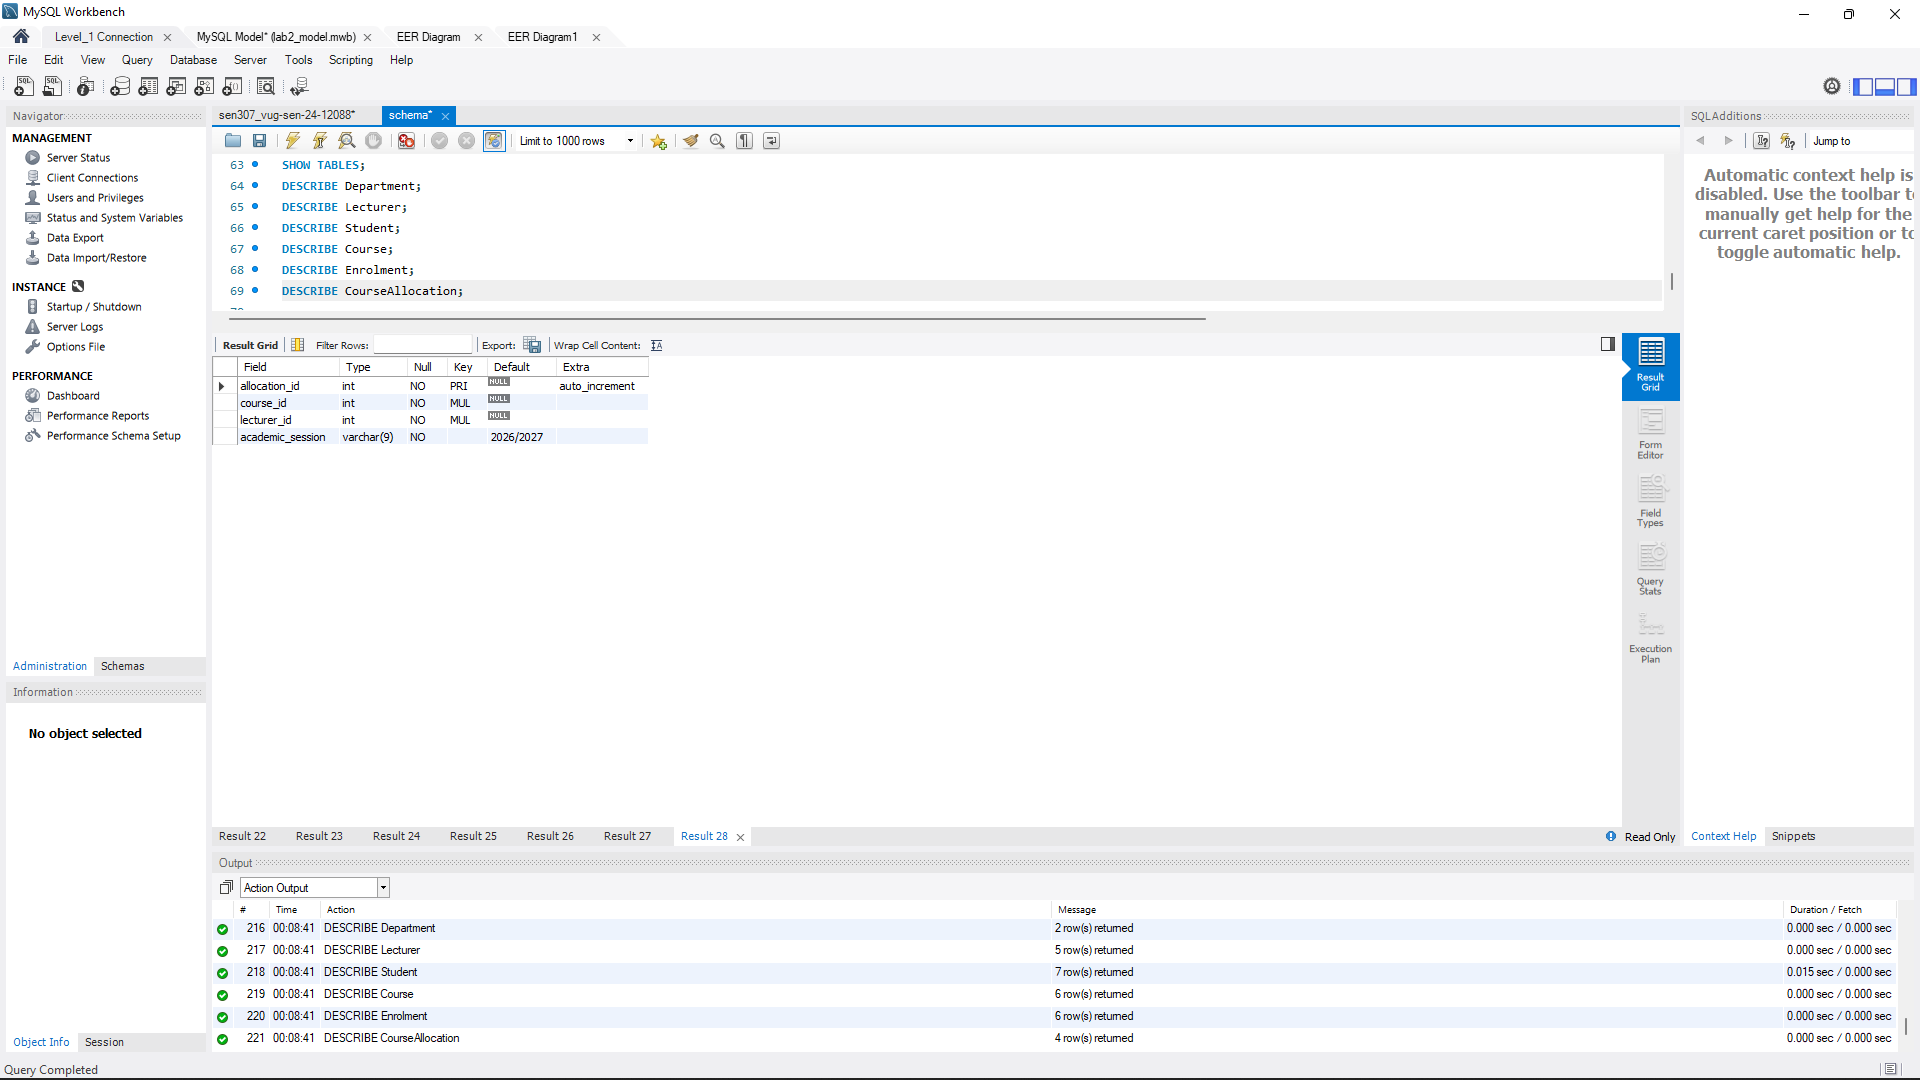 MySQL Workbench
Level_1 Connection
MySQL Model* (lab2_model.mwb)
EER Diagram
EER Diagram1
File Edit View Query Database Server Tools Scripting Help
Navigator
MANAGEMENT
Server Status
Client Connections
Users and Privileges
Status and System Variables
Data Export
Data Import/Restore
INSTANCE
Startup / Shutdown
Server Logs
Options File
PERFORMANCE
Dashboard
Performance Reports
Performance Schema Setup
Administration Schemas
Information
No object selected
Object Info Session
sen307_vug-sen-24-12088* schema*
Limit to 1000 rows
63 SHOW TABLES;
64 DESCRIBE Department;
65 DESCRIBE Lecturer;
66 DESCRIBE Student;
67 DESCRIBE Course;
68 DESCRIBE Enrolment;
69 DESCRIBE CourseAllocation;
Result Grid Filter Rows: Export: Wrap Cell Content:
Field Type Null Key Default Extra
allocation_id int NO PRI NULL auto_increment
course_id int NO MUL NULL
lecturer_id int NO MUL NULL
academic_session varchar(9) NO 2026/2027
Result Grid
Form Editor
Field Types
Query Stats
Execution Plan
Result 22 Result 23 Result 24 Result 25 Result 26 Result 27 Result 28
Read Only
SQLAdditions
Jump to
Automatic context help is
disabled. Use the toolbar
manually get help for the
current caret position or
toggle automatic help.
Context Help Snippets
Output
Action Output
# Time Action Message Duration / Fetch
216 00:08:41 DESCRIBE Department 2 row(s) returned 0.000 sec / 0.000 sec
217 00:08:41 DESCRIBE Lecturer 5 row(s) returned 0.000 sec / 0.000 sec
218 00:08:41 DESCRIBE Student 7 row(s) returned 0.015 sec / 0.000 sec
219 00:08:41 DESCRIBE Course 6 row(s) returned 0.000 sec / 0.000 sec
220 00:08:41 DESCRIBE Enrolment 6 row(s) returned 0.000 sec / 0.000 sec
221 00:08:41 DESCRIBE CourseAllocation 4 row(s) returned 0.000 sec / 0.000 sec
Query Completed